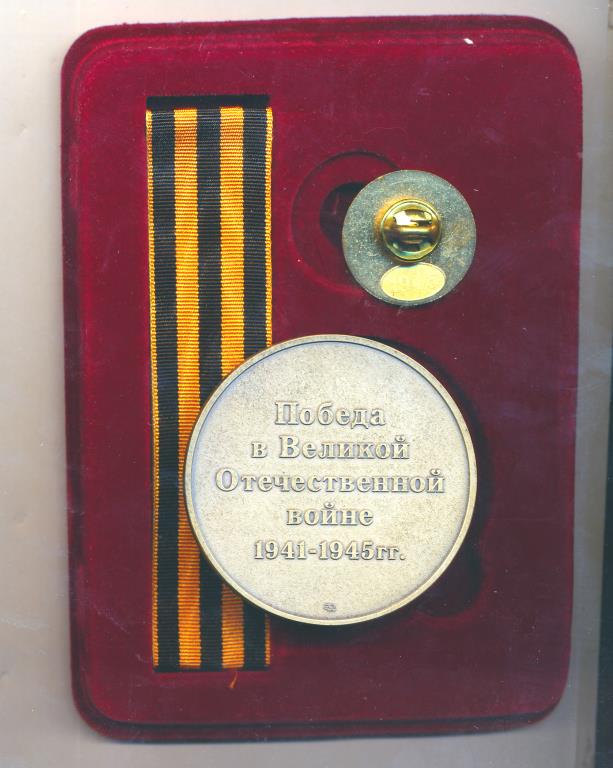 Победа
в Великой
Отечественной
войне
1941-1945гг.